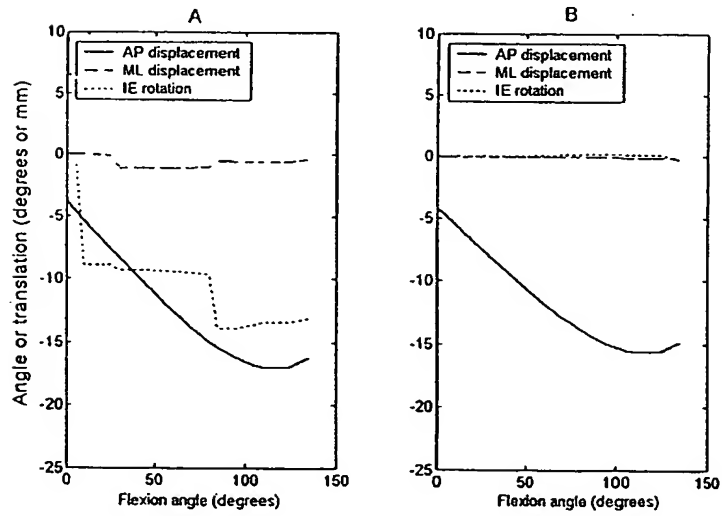 A
Angle or translation (degrees or mm)
10
5
0
-5
-10
-15
-20
-25
AP displacement
ML displacement
IE rotation
0
50
100
150
Flexion angle (degrees)
B
10
5
0
-5
-10
-15
-20
-25
AP displacement
ML displacement
IE rotation
0
50
100
150
Flexion angle (degrees)